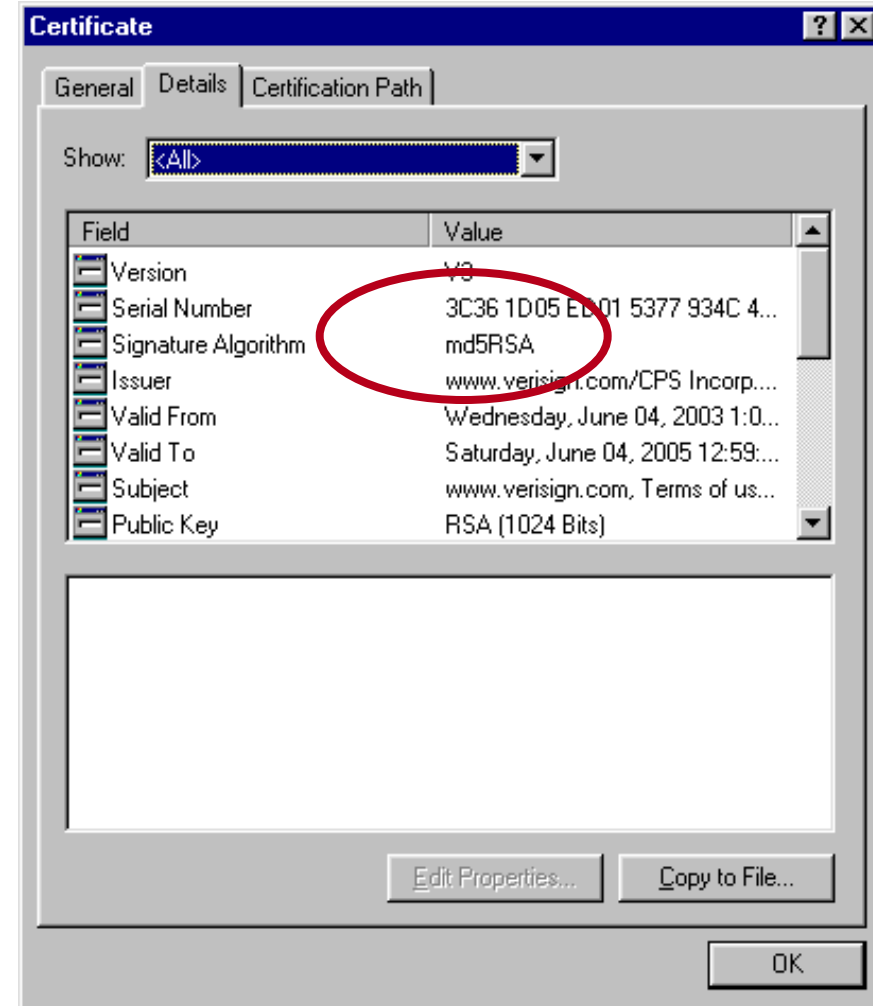 Certificate
General Details Certification Path
Show: <All>
Field Value
Version V3
Serial Number 3C36 1D05 ED01 5377 934C 4...
Signature Algorithm md5RSA
Issuer www.verisign.com/CPS Incorp....
Valid From Wednesday, June 04, 2003 1:0...
Valid To Saturday, June 04, 2005 12:59:...
Subject www.verisign.com, Terms of us...
Public Key RSA (1024 Bits)
Edit Properties... Copy to File...
OK